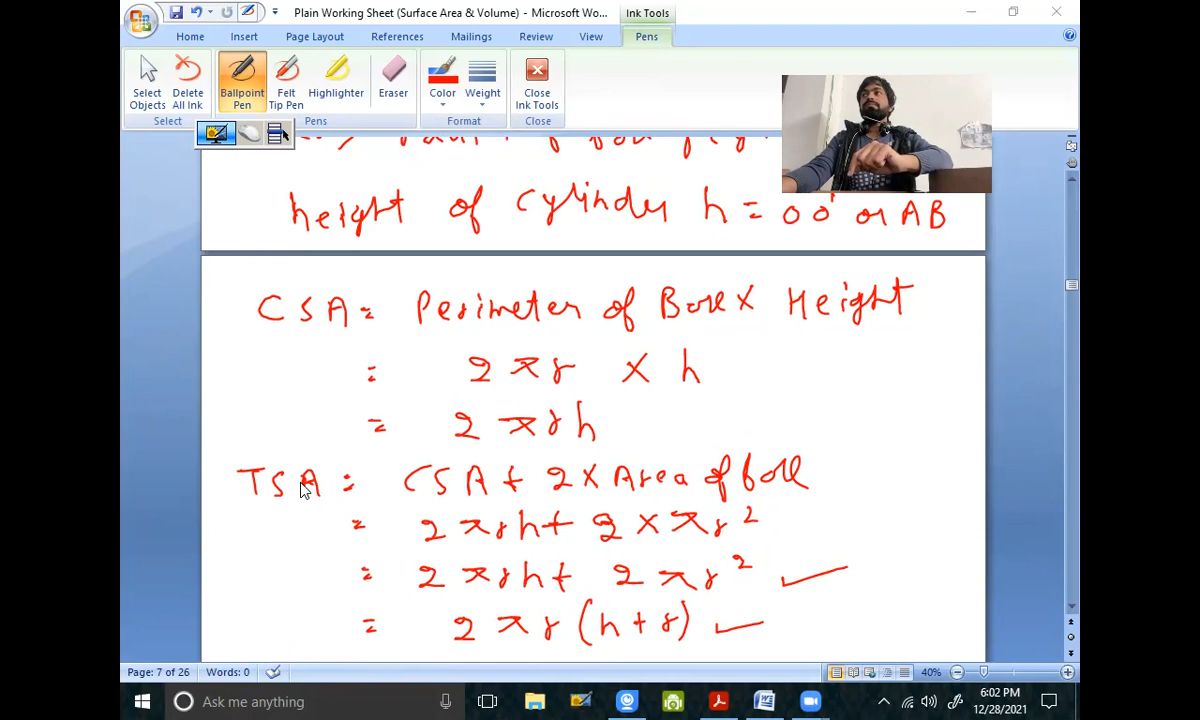 Plain Working Sheet (Surface Area & Volume) - Microsoft Wo...
Ink Tools
Home Insert Page Layout References Mailings Review View Pens
Select Objects
Delete All Ink
Ballpoint Pen
Felt Tip Pen
Highlighter
Eraser
Color
Weight
Close Ink Tools
Select Pens Format Close
height of cylinder h = OO' or AB
CSA = Perimeter of Base X Height
= 2πr X h
= 2πrh
TSA = CSA + 2 X Area of base
= 2πrh + 2 X πr²
= 2πrh + 2πr² ✓
= 2πr (h + r) ✓
Page: 7 of 26 Words: 0 40%
Ask me anything
6:02 PM
12/28/2021